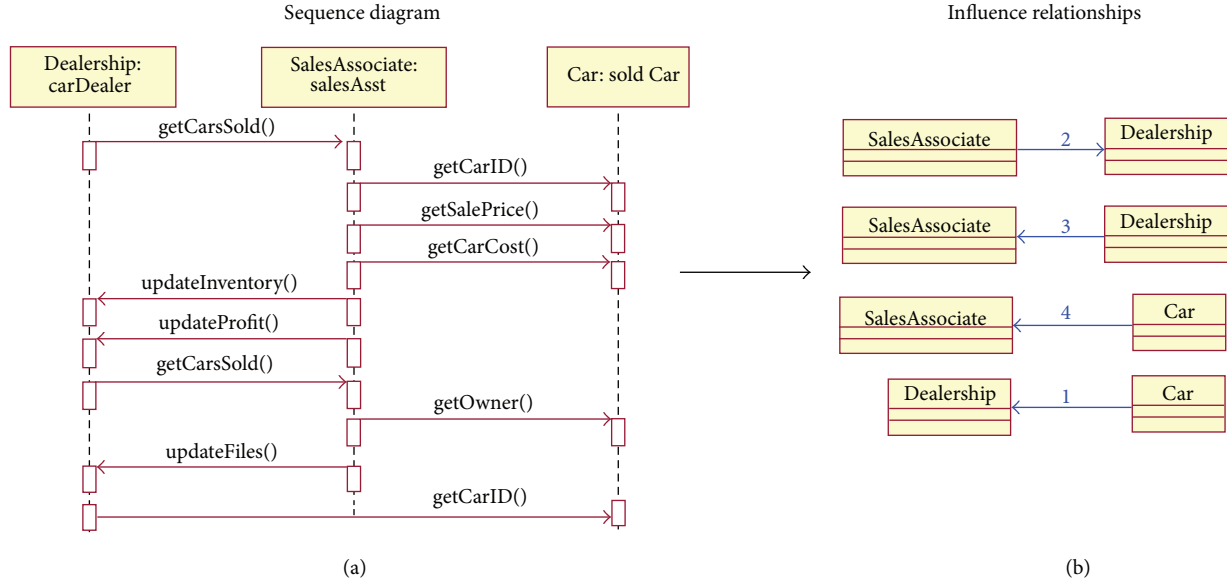 Sequence diagram
Dealership:
carDealer
SalesAssociate:
salesAsst
Car: sold Car
getCarsSold()
getCarID()
getSalePrice()
getCarCost()
updateInventory()
updateProfit()
getCarsSold()
getOwner()
updateFiles()
getCarID()
(a)
Influence relationships
SalesAssociate
2
Dealership
SalesAssociate
3
Dealership
SalesAssociate
4
Car
Dealership
1
Car
(b)